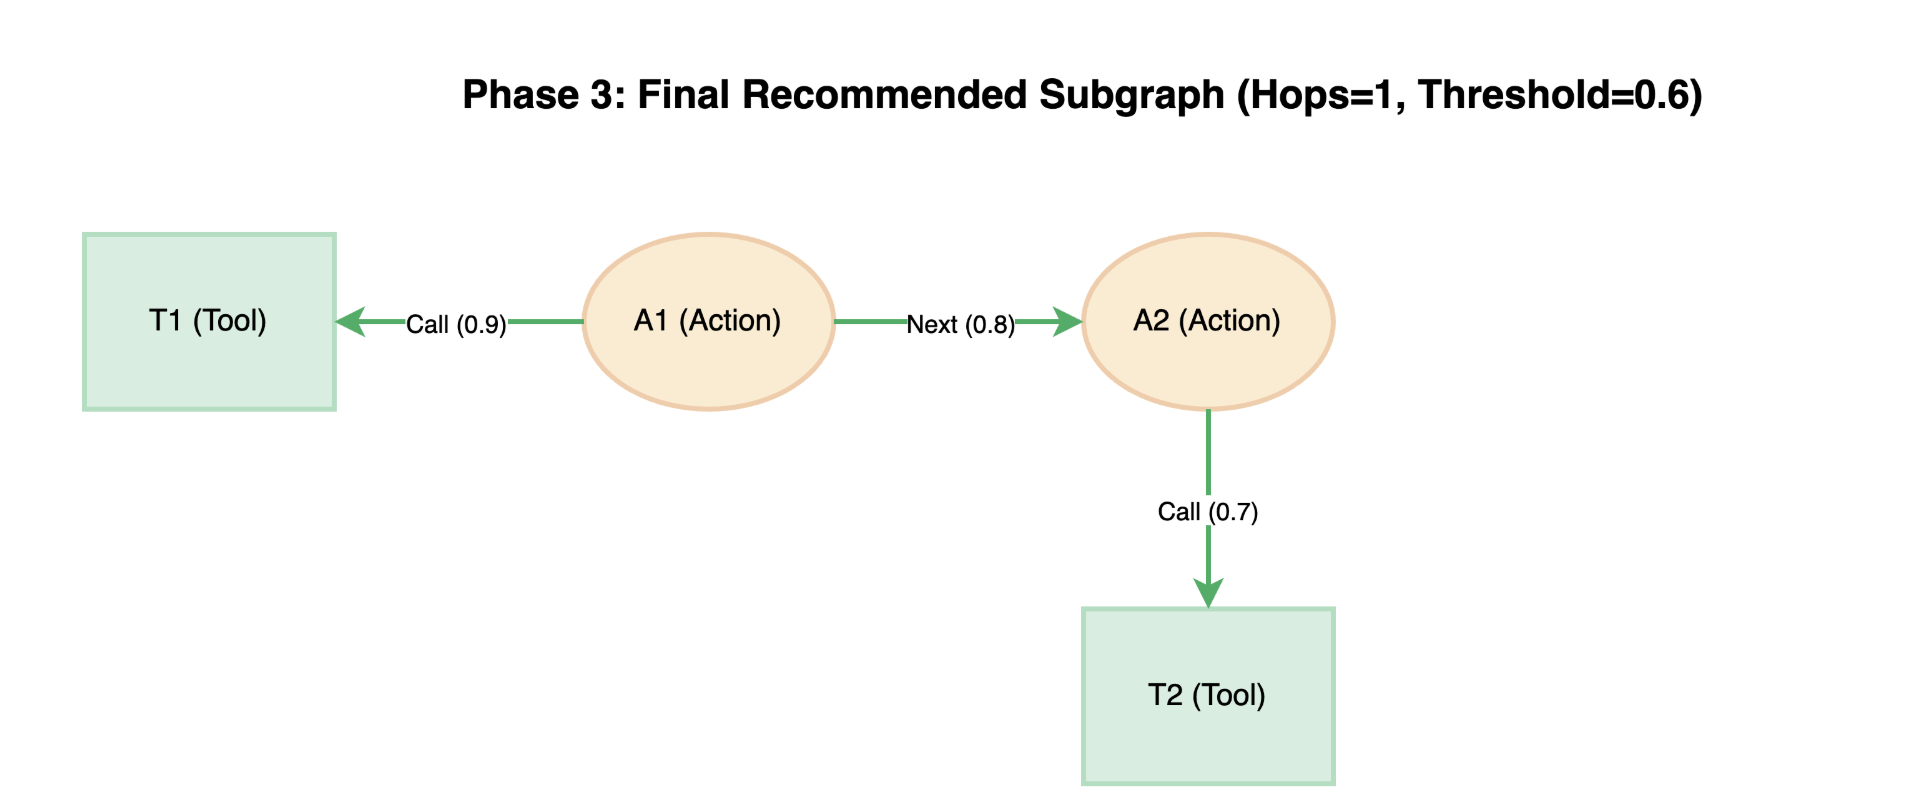 Phase 3: Final Recommended Subgraph (Hops=1, Threshold=0.6)
T1 (Tool)
Call (0.9)
A1 (Action)
Next (0.8)
A2 (Action)
Call (0.7)
T2 (Tool)